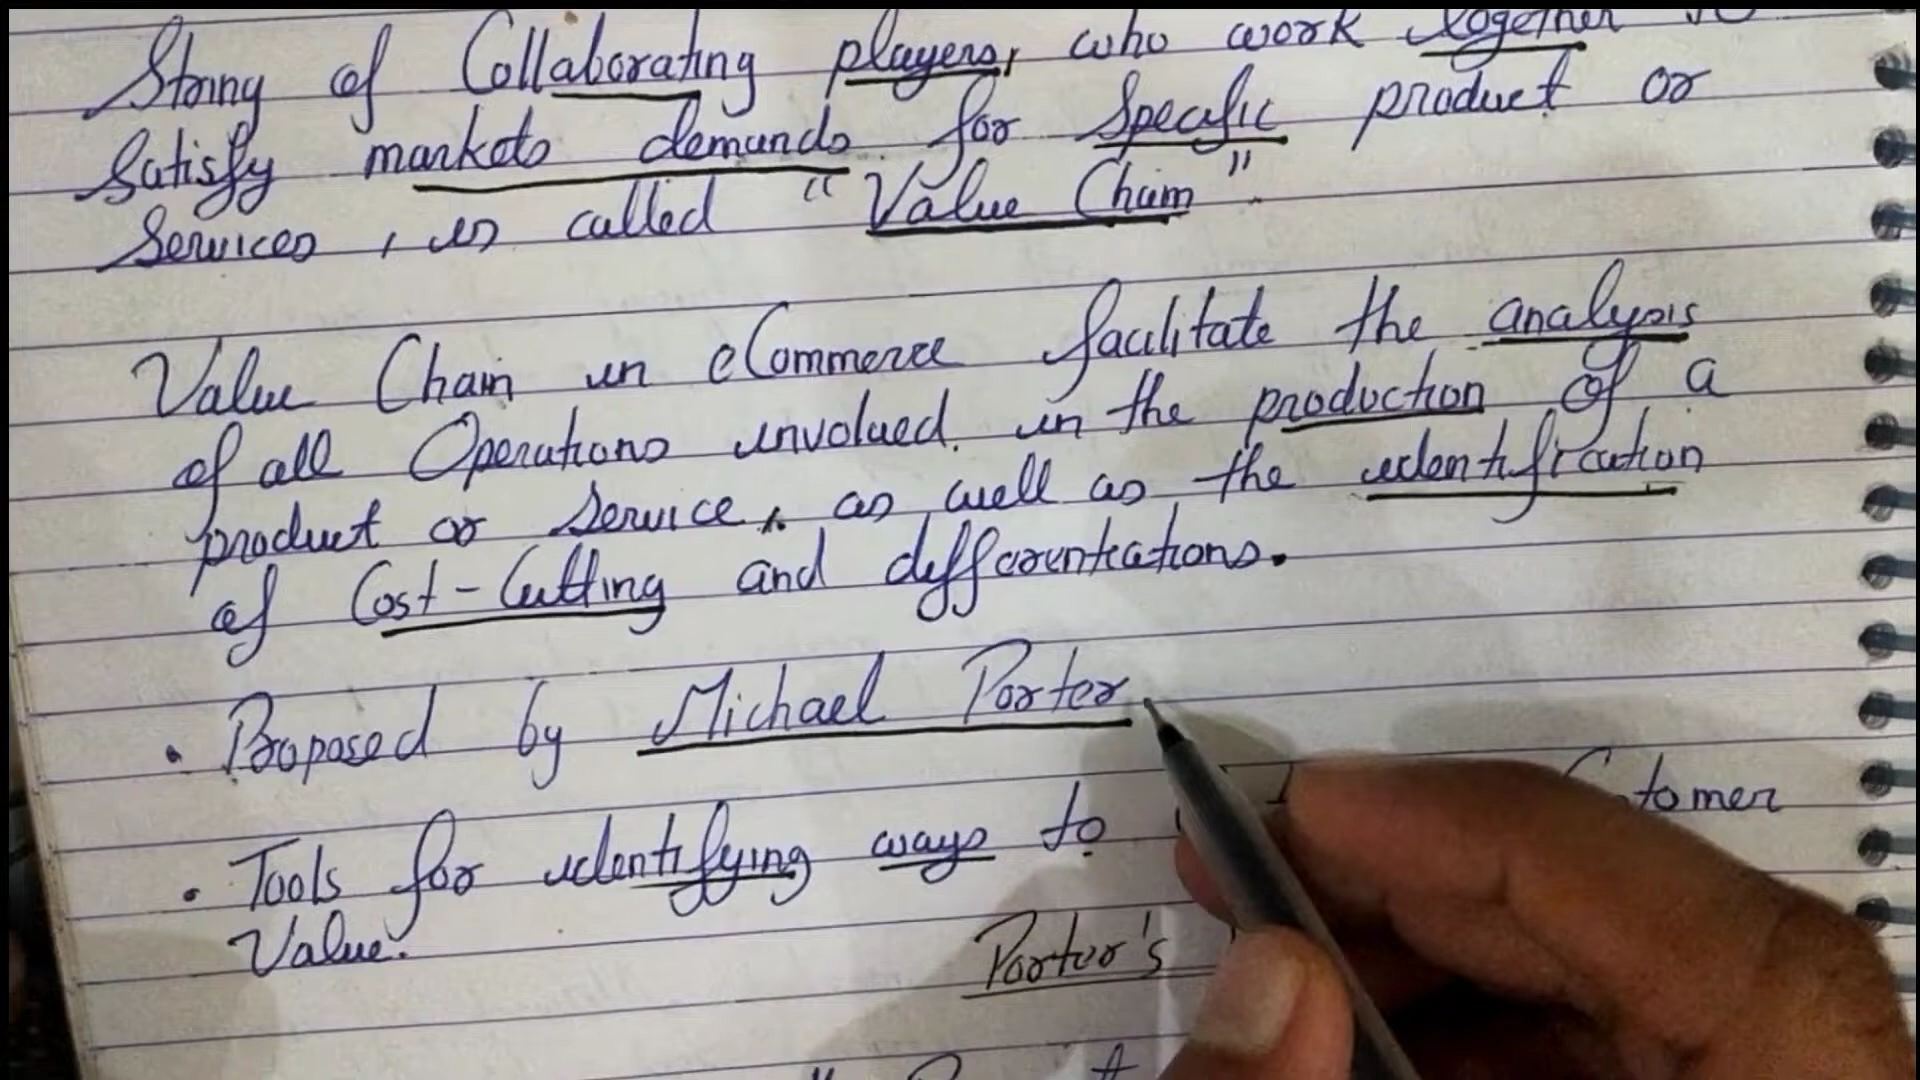 String of Collaborating players, who work together to
Satisfy markets demands for Specific product or
Services, is called "Value Chain".
Value Chain in eCommerce facilitate the analysis
of all Operations involved in the production of a
product or Service, as well as the identification
of Cost-Cutting and differentiations.
• Proposed by Michael Porter
• Tools for identifying ways to
Value.
Porter's